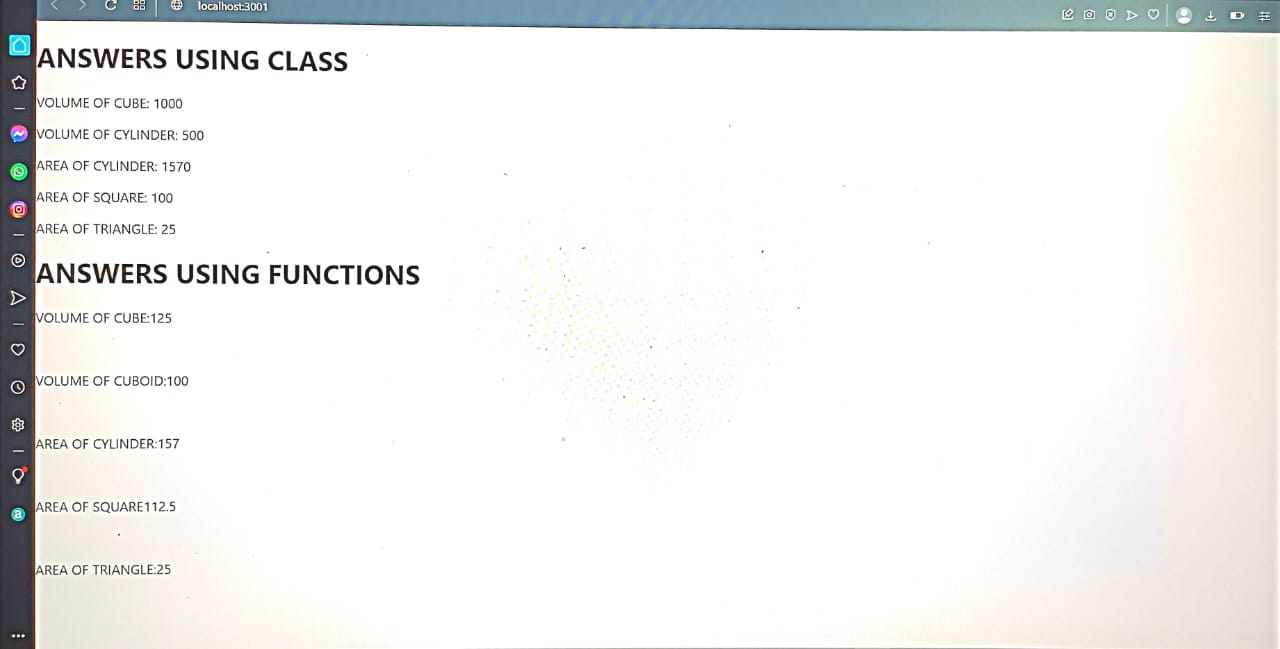 localhost:3001
ANSWERS USING CLASS
VOLUME OF CUBE: 1000
VOLUME OF CYLINDER: 500
AREA OF CYLINDER: 1570
AREA OF SQUARE: 100
AREA OF TRIANGLE: 25
ANSWERS USING FUNCTIONS
VOLUME OF CUBE:125
VOLUME OF CUBOID:100
AREA OF CYLINDER:157
AREA OF SQUARE112.5
AREA OF TRIANGLE:25
a